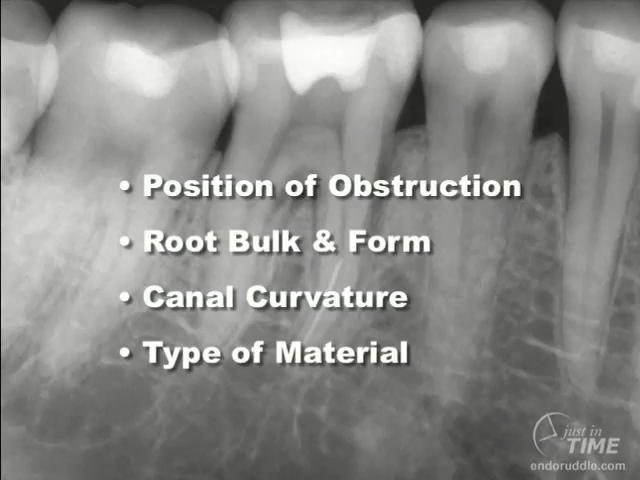 • Position of Obstruction
• Root Bulk & Form
• Canal Curvature
• Type of Material
just in
TIME
endoruddle.com